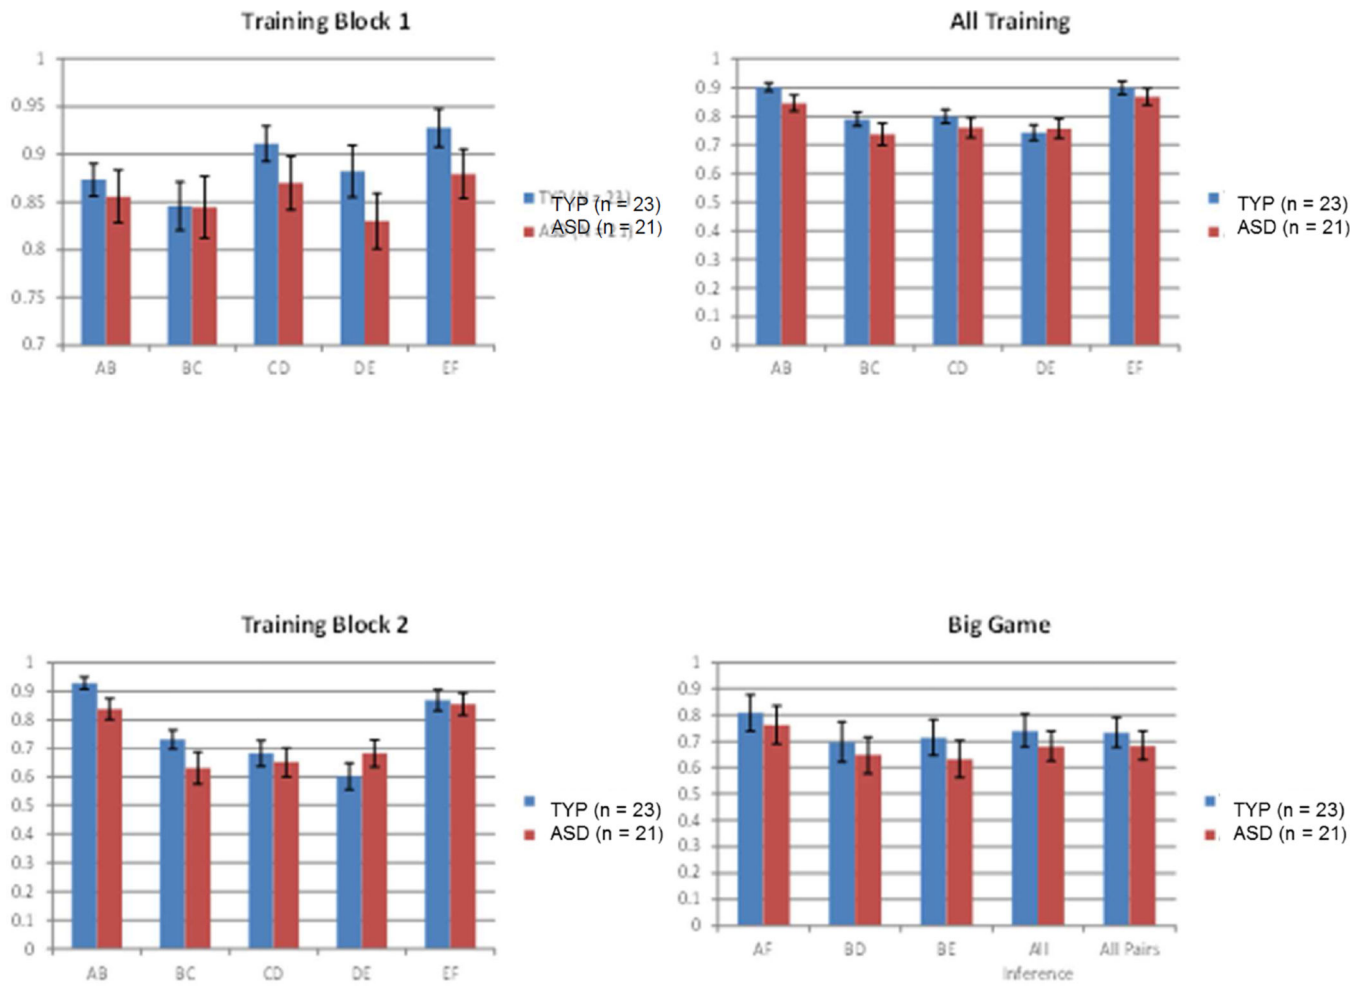 Training Block 1
1
0.95
0.9
0.85
0.8
0.75
0.7
AB BC CD DE EF
TYP (N = 23)
TYP (n = 23)
ASD (N = 21)
ASD (n = 21)
All Training
1
0.9
0.8
0.7
0.6
0.5
0.4
0.3
0.2
0.1
0
AB BC CD DE EF
TYP (n = 23)
ASD (n = 21)
Training Block 2
1
0.9
0.8
0.7
0.6
0.5
0.4
0.3
0.2
0.1
0
AB BC CD DE EF
TYP (n = 23)
ASD (n = 21)
Big Game
1
0.9
0.8
0.7
0.6
0.5
0.4
0.3
0.2
0.1
0
AF BD BE All All Pairs
Inference
TYP (n = 23)
ASD (n = 21)